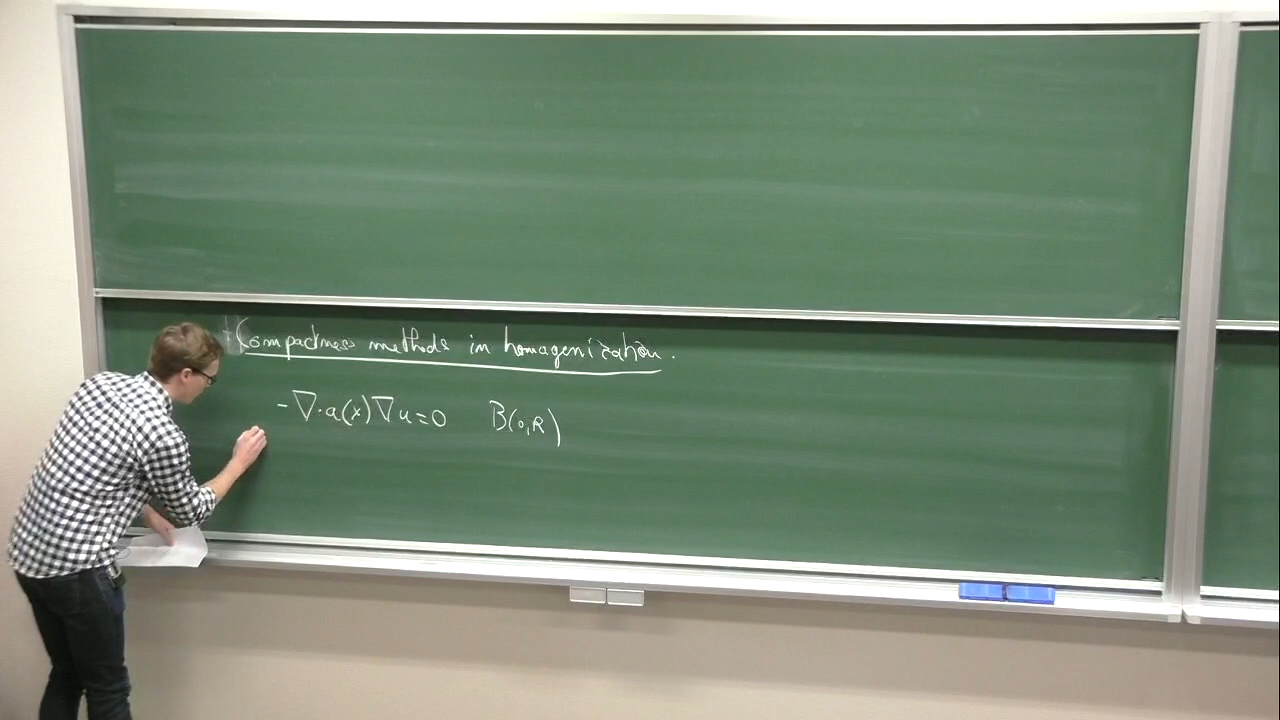 Compactness methods in homogenization.
-∇·a(x)∇u=0 B(0,R)